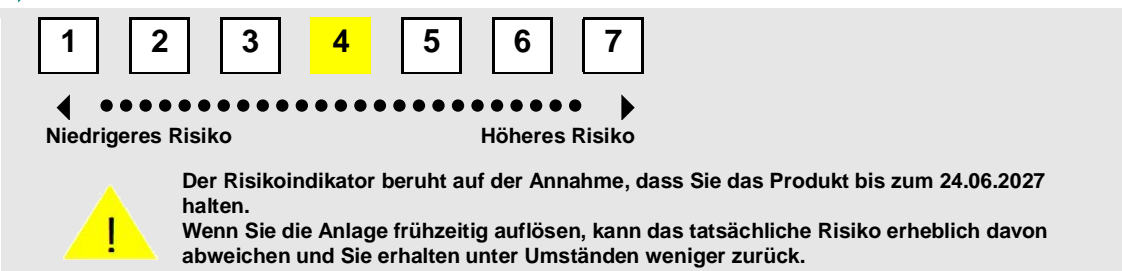 1 2 3 4 5 6 7
Niedrigeres Risiko Höheres Risiko
Der Risikoindikator beruht auf der Annahme, dass Sie das Produkt bis zum 24.06.2027
halten.
Wenn Sie die Anlage frühzeitig auflösen, kann das tatsächliche Risiko erheblich davon
abweichen und Sie erhalten unter Umständen weniger zurück.
!